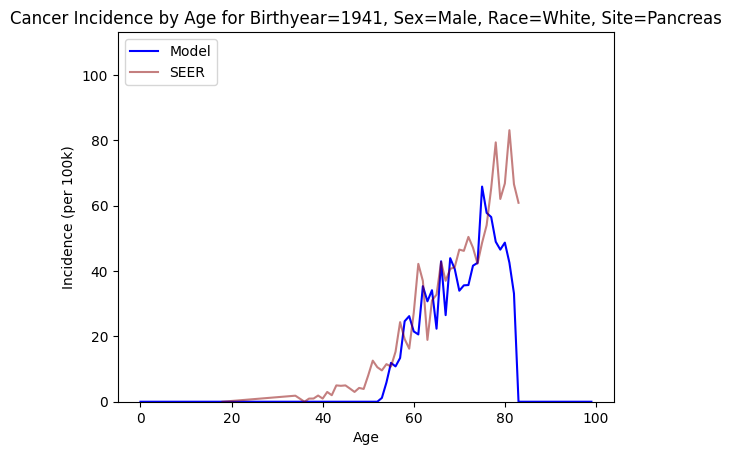 Cancer Incidence by Age for Birthyear=1941, Sex=Male, Race=White, Site=Pancreas
Model
SEER
100
80
60
40
20
0
Incidence (per 100k)
0 20 40 60 80 100
Age